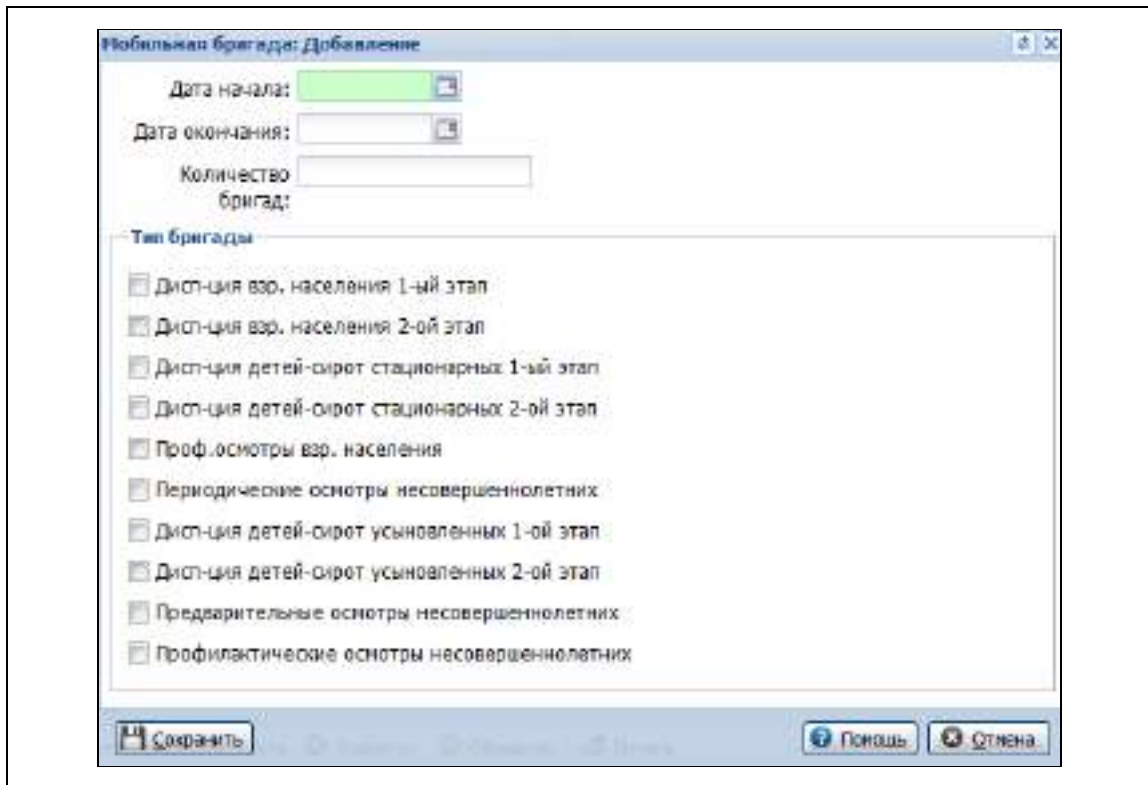 Мобильная бригада: Добавление
Дата начала:
Дата окончания:
Количество
бригад:
Тип бригады
Дисп-ция взр. населения 1-ый этап
Дисп-ция взр. населения 2-ой этап
Дисп-ция детей-сирот стационарных 1-ый этап
Дисп-ция детей-сирот стационарных 2-ой этап
Проф.осмотры взр. населения
Периодические осмотры несовершеннолетних
Дисп-ция детей-сирот усыновленных 1-ой этап
Дисп-ция детей-сирот усыновленных 2-ой этап
Предварительные осмотры несовершеннолетних
Профилактические осмотры несовершеннолетних
Сохранить Помощь Отмена